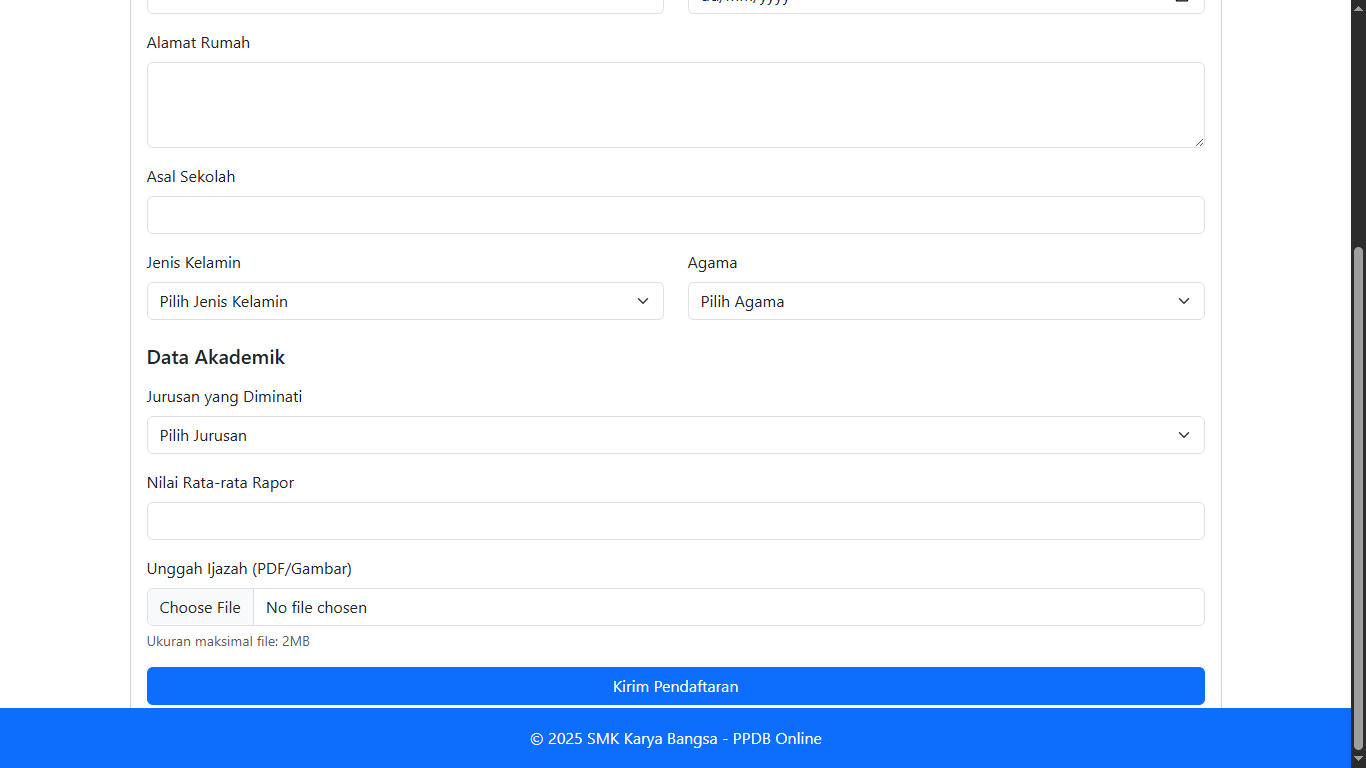 Alamat Rumah
Asal Sekolah
Jenis Kelamin
Agama
Pilih Jenis Kelamin
Pilih Agama
Data Akademik
Jurusan yang Diminati
Pilih Jurusan
Nilai Rata-rata Rapor
Unggah Ijazah (PDF/Gambar)
Choose File
No file chosen
Ukuran maksimal file: 2MB
Kirim Pendaftaran
© 2025 SMK Karya Bangsa - PPDB Online